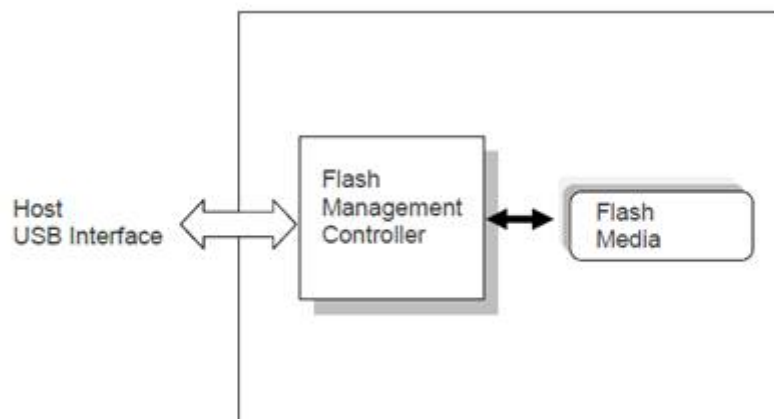 Host
USB Interface
Flash
Management
Controller
Flash
Media